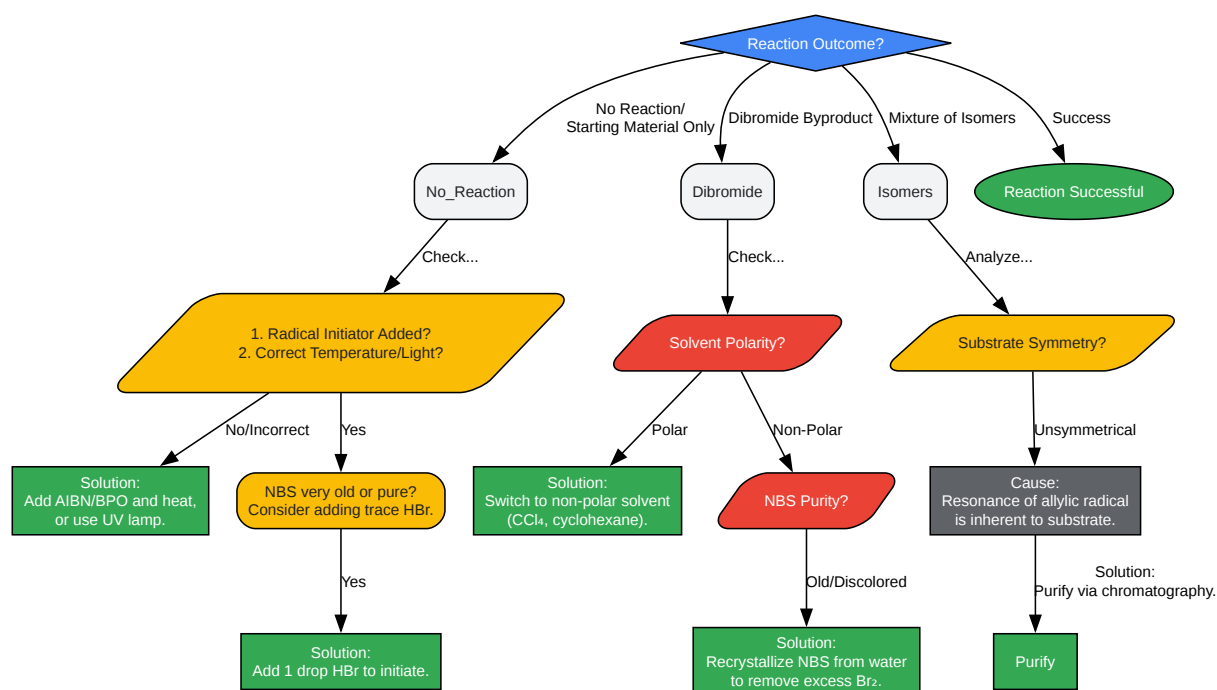 Reaction Outcome?
No Reaction/
Starting Material Only
Dibromide Byproduct
Mixture of Isomers
Success
No_Reaction
Dibromide
Isomers
Reaction Successful
Check...
Check...
Analyze...
1. Radical Initiator Added?
2. Correct Temperature/Light?
Solvent Polarity?
Substrate Symmetry?
No/Incorrect
Yes
Polar
Non-Polar
Unsymmetrical
Solution:
Add AIBN/BPO and heat,
or use UV lamp.
NBS very old or pure?
Consider adding trace HBr.
Solution:
Switch to non-polar solvent
(CCl₄, cyclohexane).
NBS Purity?
Cause:
Resonance of allylic radical
is inherent to substrate.
Yes
Old/Discolored
Solution:
Purify via chromatography.
Solution:
Add 1 drop HBr to initiate.
Solution:
Recrystallize NBS from water
to remove excess Br₂.
Purify